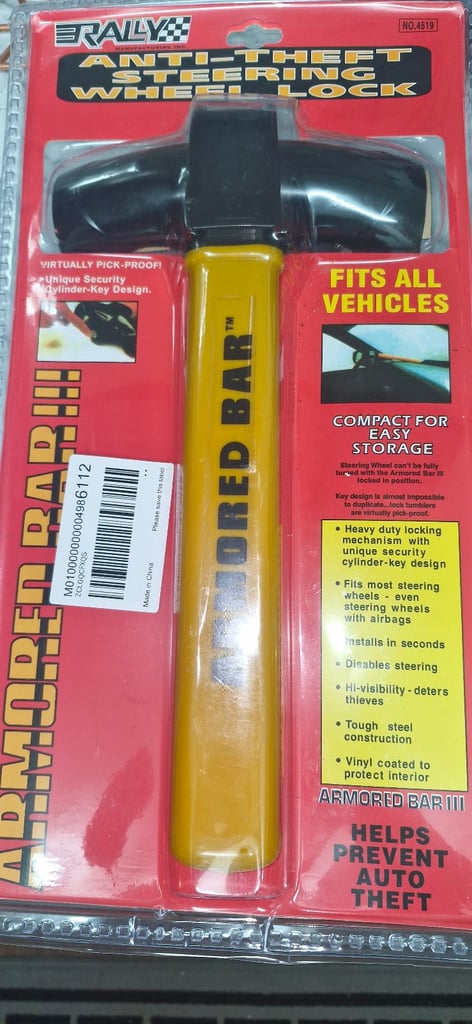 RALLY
MANUFACTURING, INC.
NO.4519
ANTI-THEFT
STEERING
WHEEL LOCK
VIRTUALLY PICK-PROOF!
Unique Security
Cylinder-Key Design.
FITS ALL
VEHICLES
ARMORED BAR™
COMPACT FOR
EASY
STORAGE
Steering Wheel can't be fully
turned with the Armored Bar III
locked in position.
Key design is almost impossible
to duplicate...lock tumblers
are virtually pick-proof.
ARMORED BAR III
M0100000000004986112
Please save this label
Made in China
• Heavy duty locking
mechanism with
unique security
cylinder-key design
• Fits most steering
wheels - even
steering wheels
with airbags
Installs in seconds
• Disables steering
• Hi-visibility - deters
thieves
• Tough steel
construction
• Vinyl coated to
protect interior
ARMORED BAR III
HELPS
PREVENT
AUTO
THEFT